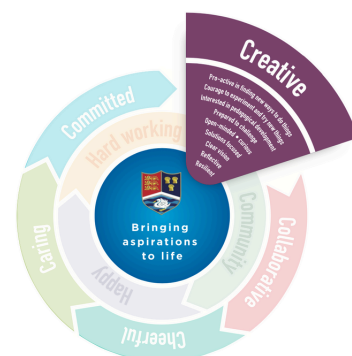 Creative
Pro-active in finding new ways to do things
Courage to experiment and try new things
Interested in pedagogical development
Prepared to challenge
Open-minded + curious
Solutions focused
Clear vision
Reflective
Resilient
Committed
Hard working
Bringing
aspirations
to life
Community
Collaborative
Caring
Happy
Cheerful